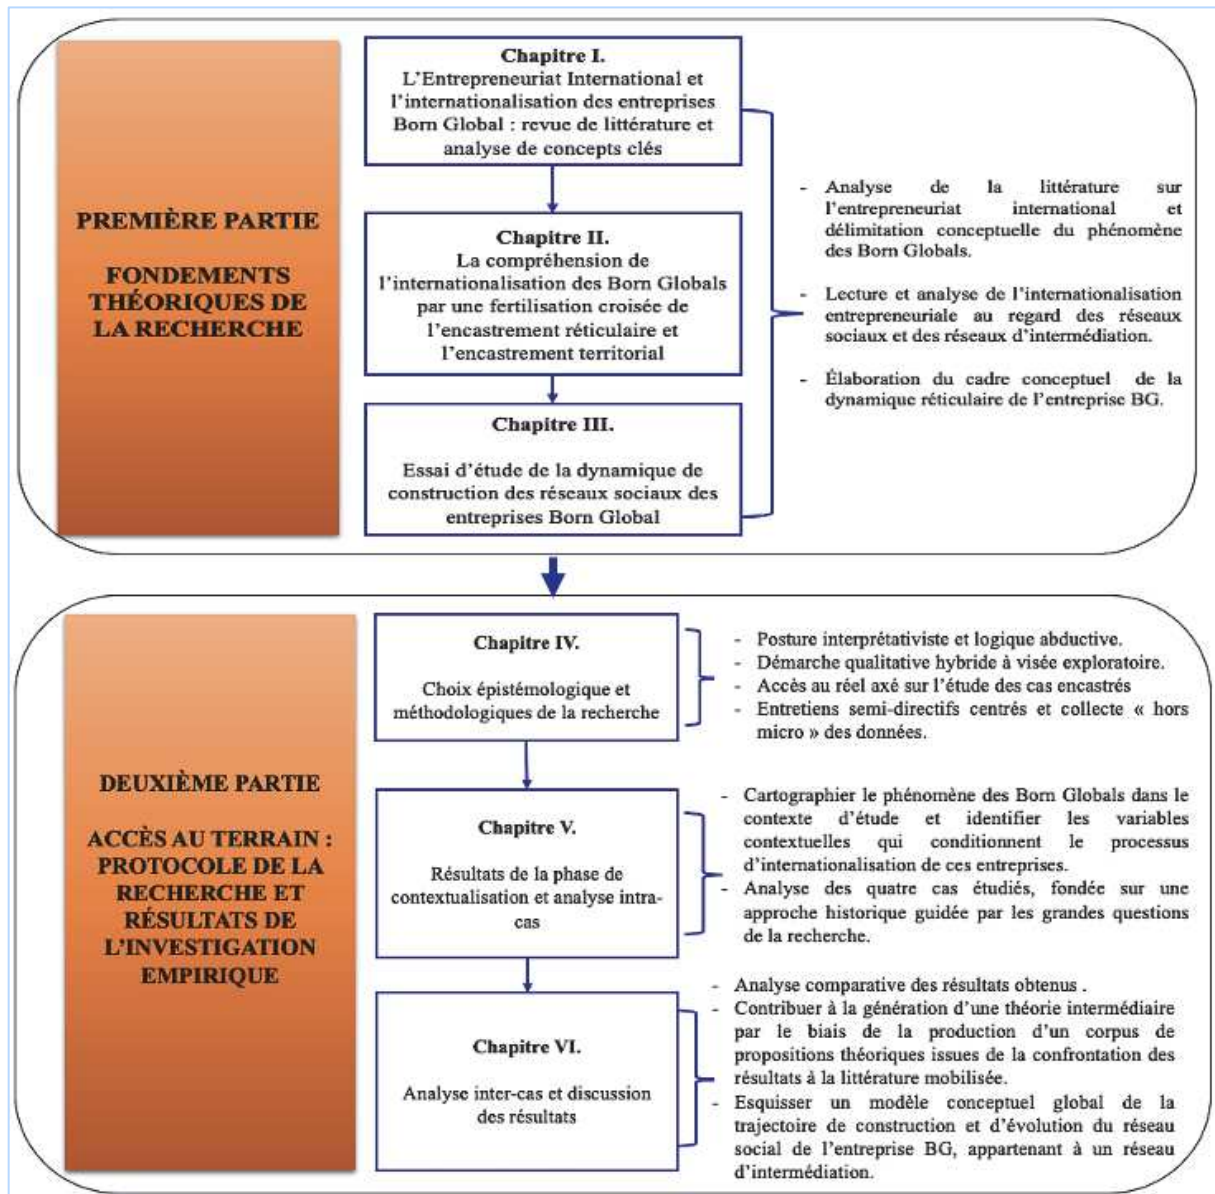 PREMIÈRE PARTIE
FONDEMENTS
THÉORIQUES DE
LA RECHERCHE
Chapitre I.
L'Entrepreneuriat International et
l'internationalisation des entreprises
Born Global : revue de littérature et
analyse de concepts clés
Chapitre II.
La compréhension de
l'internationalisation des Born Globals
par une fertilisation croisée de
l'encastrement réticulaire et
l'encastrement territorial
Chapitre III.
Essai d'étude de la dynamique de
construction des réseaux sociaux des
entreprises Born Global
- Analyse de la littérature sur
l'entrepreneuriat international et
délimitation conceptuelle du phénomène
des Born Globals.
- Lecture et analyse de l'internationalisation
entrepreneuriale au regard des réseaux
sociaux et des réseaux d'intermédiation.
- Élaboration du cadre conceptuel de la
dynamique réticulaire de l'entreprise BG.
DEUXIÈME PARTIE
ACCÈS AU TERRAIN :
PROTOCOLE DE LA
RECHERCHE ET
RÉSULTATS DE
L'INVESTIGATION
EMPIRIQUE
Chapitre IV.
Choix épistémologique et
méthodologiques de la recherche
- Posture interprétativiste et logique abductive.
- Démarche qualitative hybride à visée exploratoire.
- Accès au réel axé sur l'étude des cas encastrés
- Entretiens semi-directifs centrés et collecte « hors
micro » des données.
Chapitre V.
Résultats de la phase de
contextualisation et analyse intra-
cas
- Cartographier le phénomène des Born Globals dans le
contexte d'étude et identifier les variables
contextuelles qui conditionnent le processus
d'internationalisation de ces entreprises.
- Analyse des quatre cas étudiés, fondée sur une
approche historique guidée par les grandes questions
de la recherche.
Chapitre VI.
Analyse inter-cas et discussion
des résultats
- Analyse comparative des résultats obtenus .
- Contribuer à la génération d'une théorie intermédiaire
par le biais de la production d'un corpus de
propositions théoriques issues de la confrontation des
résultats à la littérature mobilisée.
- Esquisser un modèle conceptuel global de la
trajectoire de construction et d'évolution du réseau
social de l'entreprise BG, appartenant à un réseau
d'intermédiation.